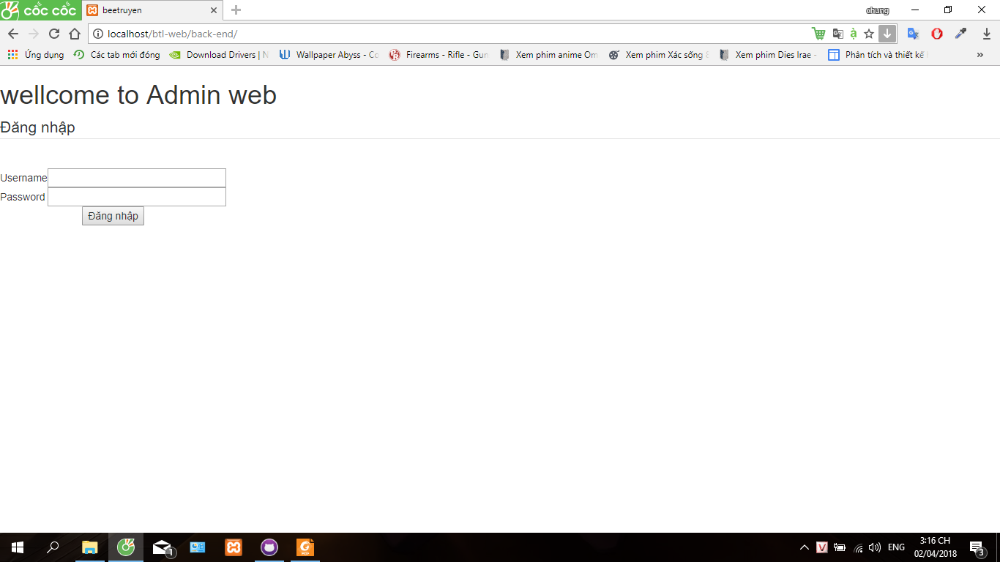 cốc cốc
beetruyen
chung
localhost/btl-web/back-end/
Ứng dụng
Các tab mới đóng
Download Drivers | N
Wallpaper Abyss - Co
Firearms - Rifle - Gun
Xem phim anime Om
Xem phim Xác sống
Xem phim Dies Irae -
Phân tích và thiết kế
wellcome to Admin web
Đăng nhập
Username
Password
Đăng nhập
1
ENG
3:16 CH
02/04/2018
3